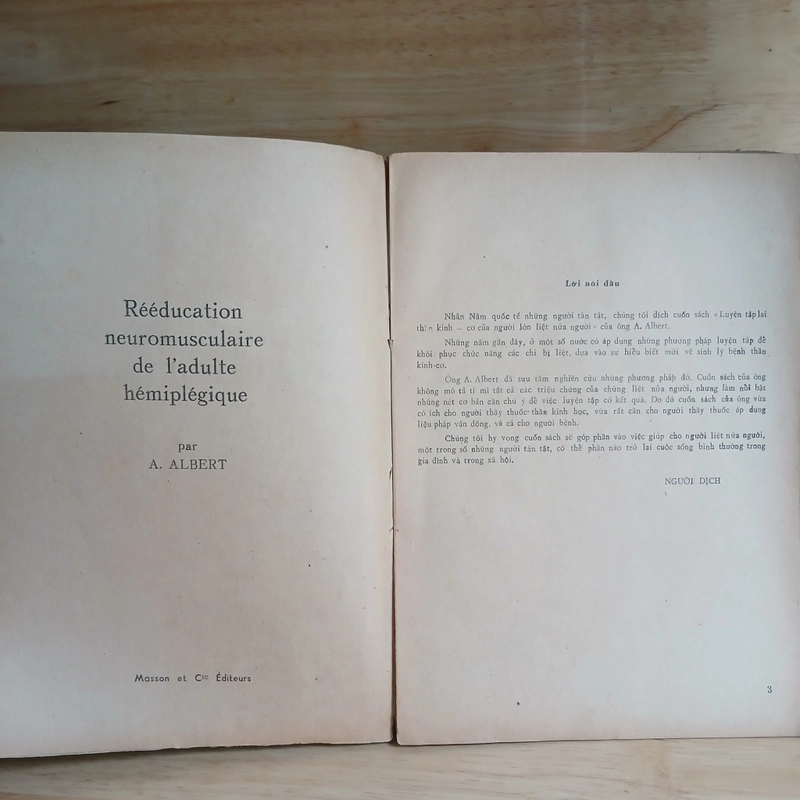 Rééducation
neuromusculaire
de l'adulte
hémiplégique
par
A. ALBERT
Masson et Cie Éditeurs
Lời nói đầu
Nhân Năm quốc tế những người tàn tật, chúng tôi dịch cuốn sách «Luyện tập lại
thần kinh — cơ của người lớn liệt nửa người» của ông A. Albert.
Những năm gần đây, ở một số nước có áp dụng những phương pháp luyện tập để
khôi phục chức năng các chi bị liệt, dựa vào sự hiểu biết mới về sinh lý bệnh thần
kinh-cơ.
Ông A. Albert đã sưu tầm nghiên cứu những phương pháp đó. Cuốn sách của ông
không mô tả tỉ mỉ tất cả các triệu chứng của chứng liệt nửa người, nhưng làm nổi bật
những nét cơ bản cần chú ý để việc luyện tập có kết quả. Do đó cuốn sách của ông vừa
có ích cho người thầy thuốc thần kinh học, vừa rất cần cho người thầy thuốc áp dụng
liệu pháp vận động, và cả cho người bệnh.
Chúng tôi hy vọng cuốn sách sẽ góp phần vào việc giúp cho người liệt nửa người,
một trong số những người tàn tật, có thể phần nào trở lại cuộc sống bình thường trong
gia đình và trong xã hội.
NGƯỜI DỊCH
3